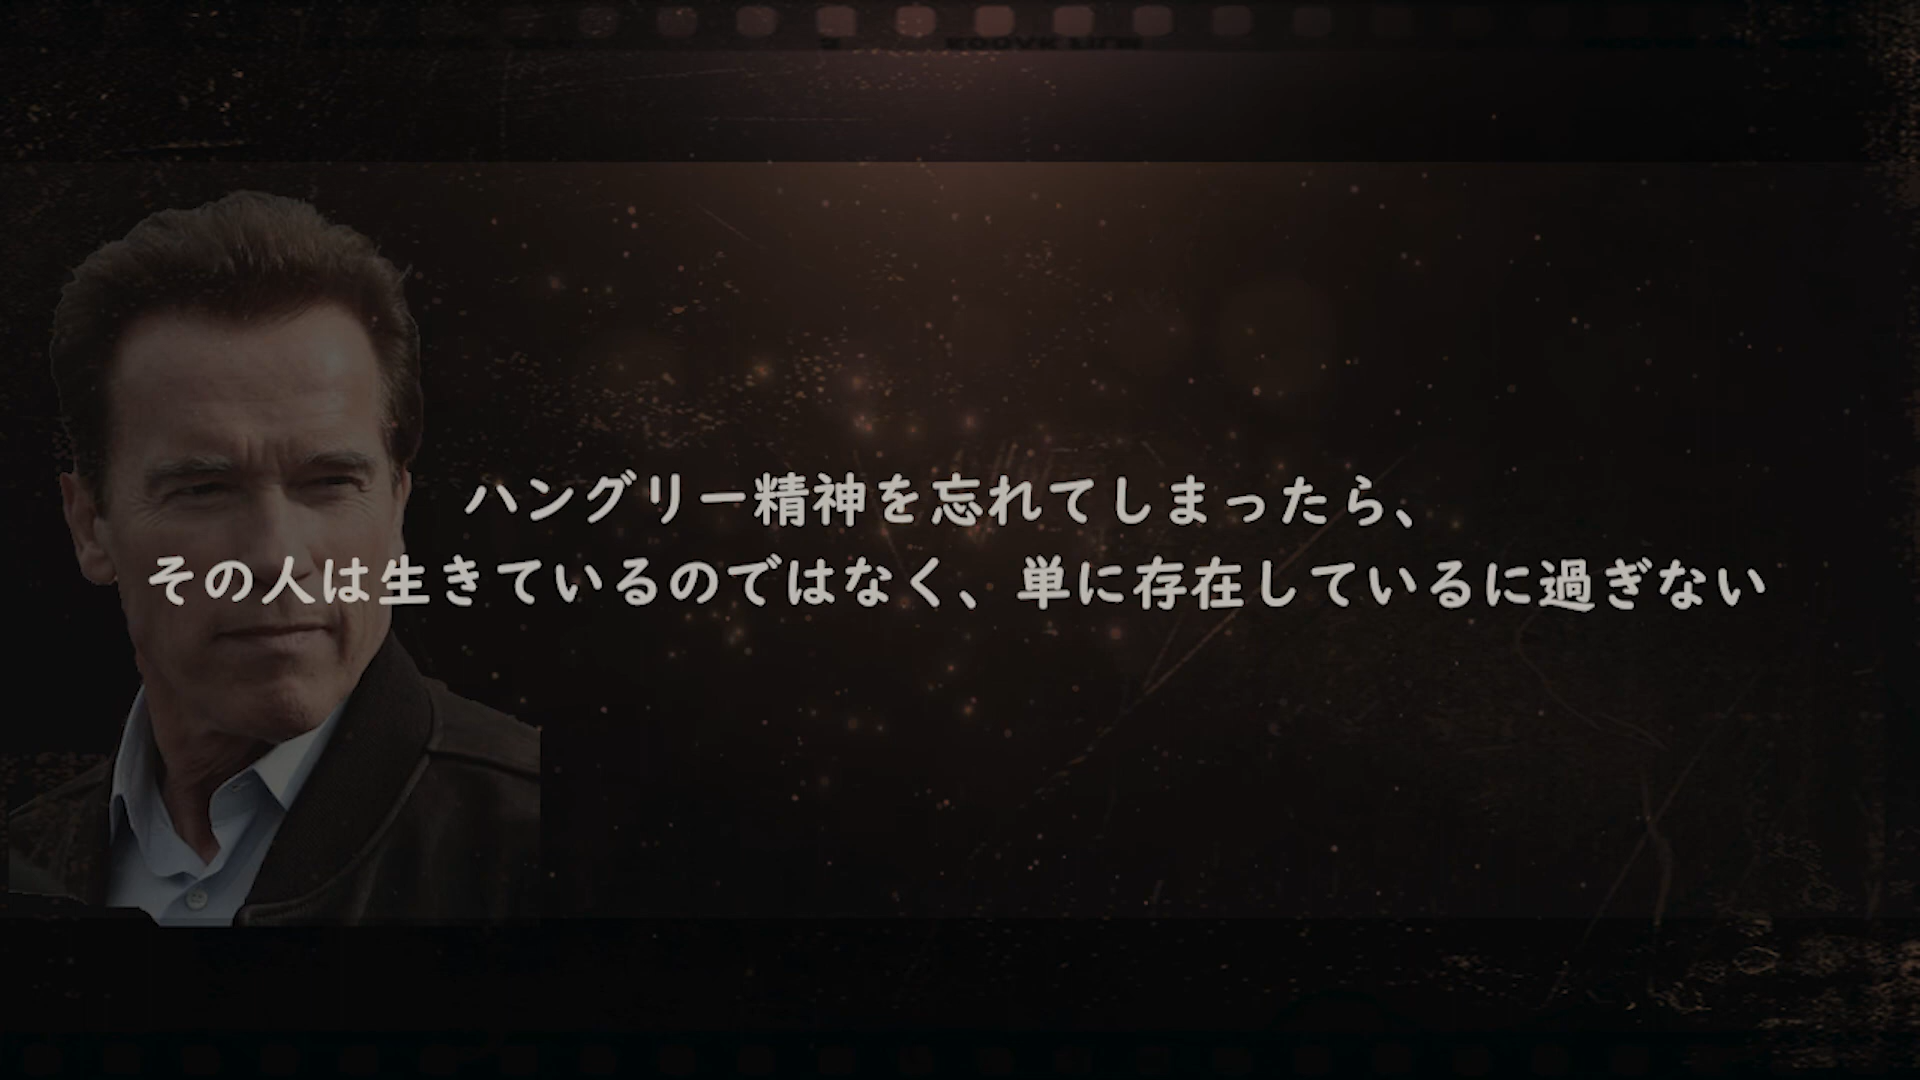 ハングリー精神を忘れてしまったら、
その人は生きているのではなく、単に存在しているに過ぎない